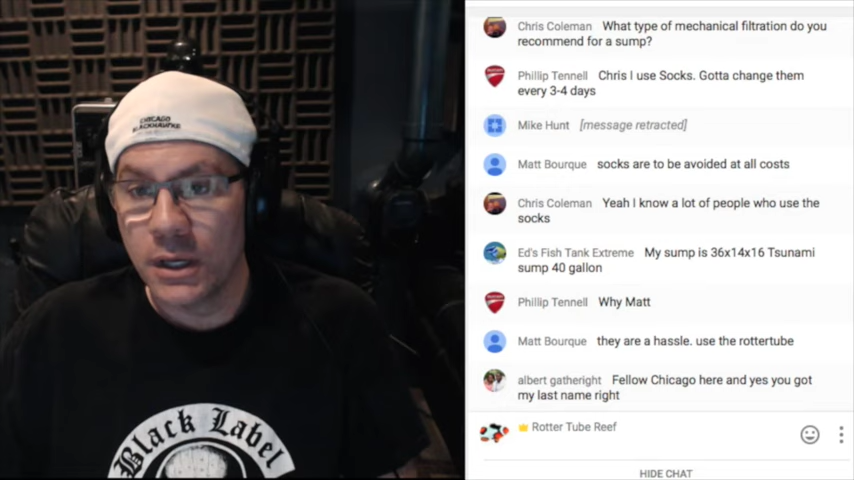 CHICAGO
BLACKHAWKS
Black Label
Chris Coleman What type of mechanical filtration do you
recommend for a sump?
Phillip Tennell Chris I use Socks. Gotta change them
every 3-4 days
Mike Hunt [message retracted]
Matt Bourque socks are to be avoided at all costs
Chris Coleman Yeah I know a lot of people who use the
socks
Ed's Fish Tank Extreme My sump is 36x14x16 Tsunami
sump 40 gallon
Phillip Tennell Why Matt
Matt Bourque they are a hassle. use the rottertube
albert gatheright Fellow Chicago here and yes you got
my last name right
Rotter Tube Reef
HIDE CHAT